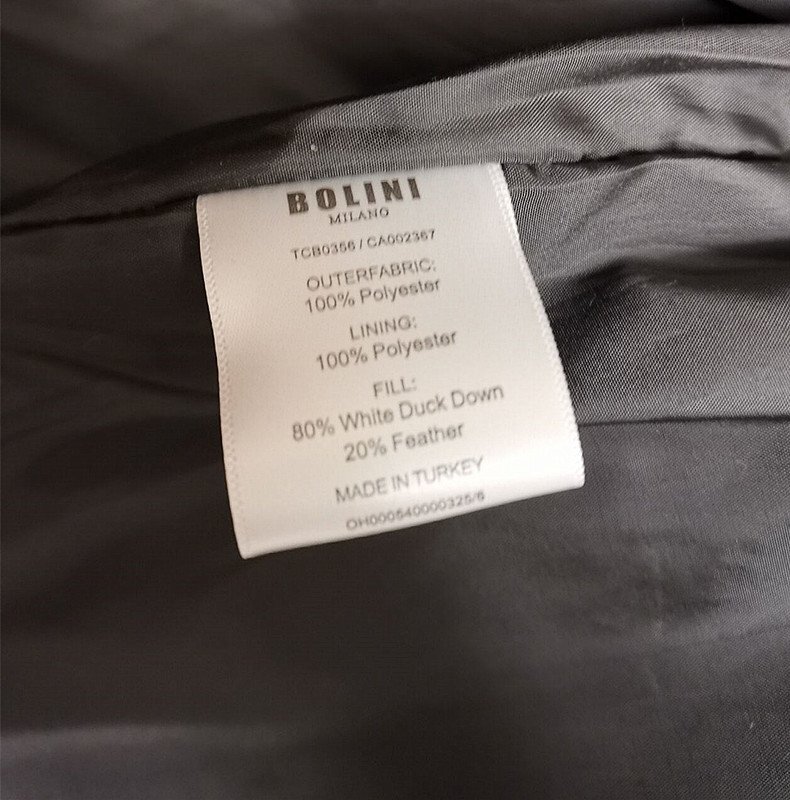 BOLINI
MILANO
TCB0356 / CA002367
OUTERFABRIC:
100% Polyester
LINING:
100% Polyester
FILL:
80% White Duck Down
20% Feather
MADE IN TURKEY
OH000540000325/6